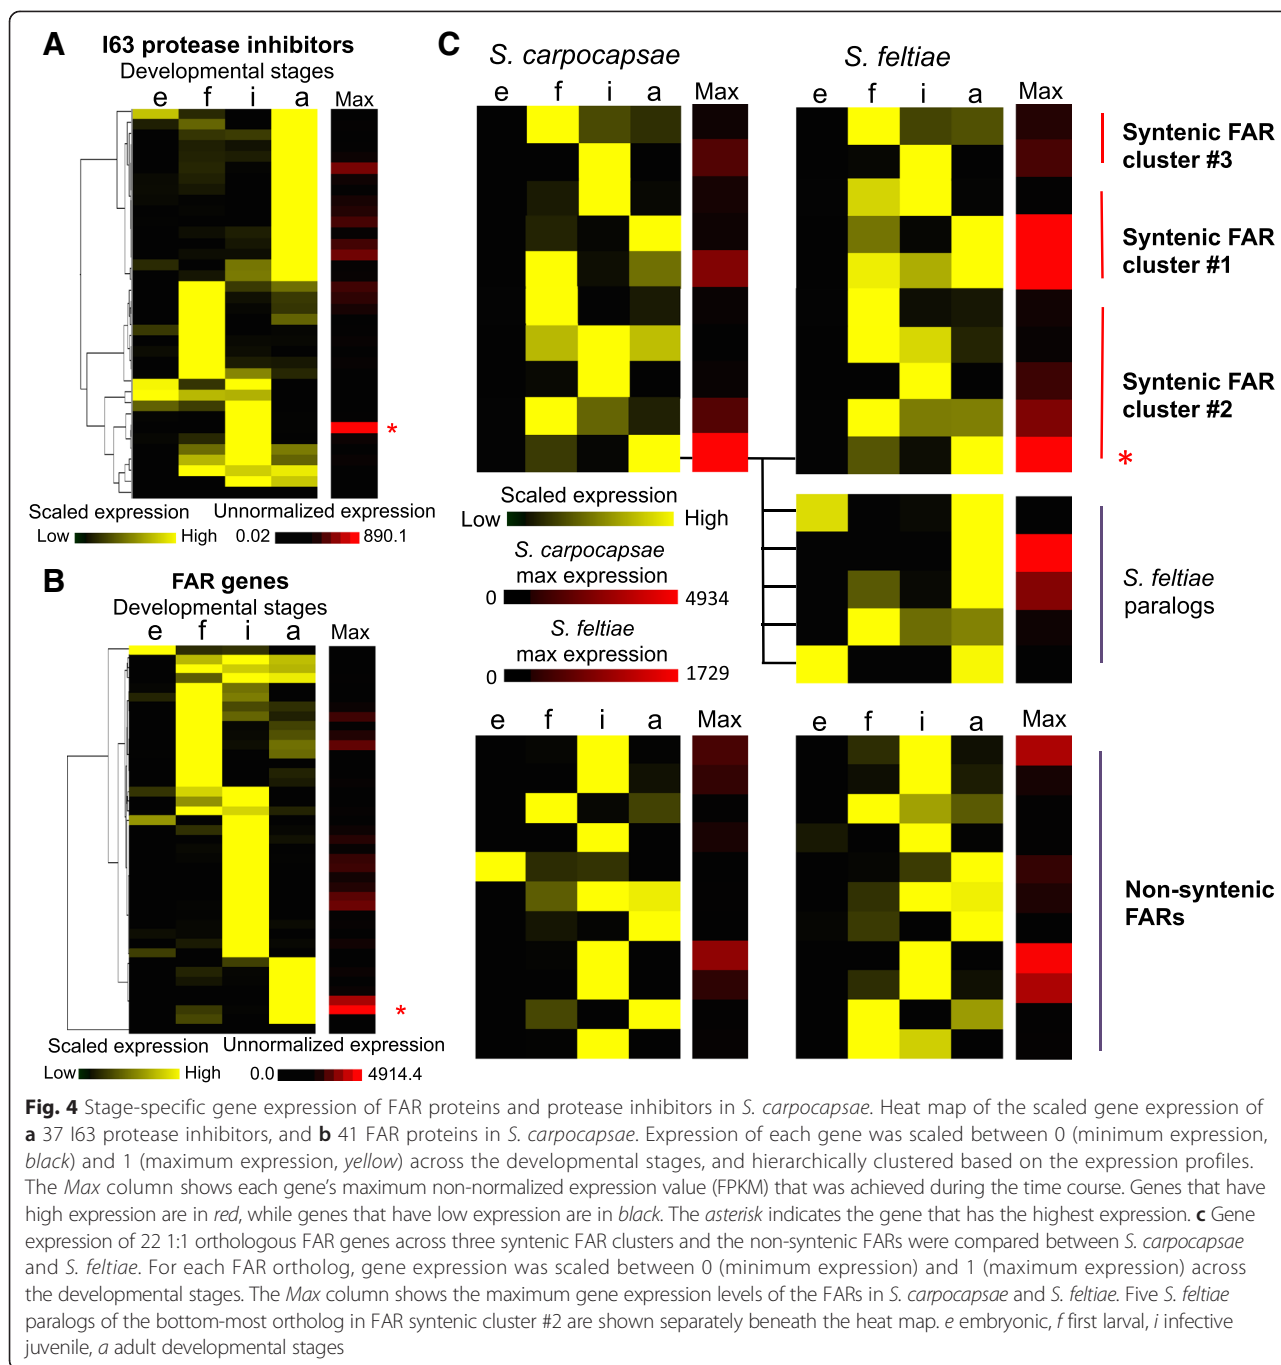 A
I63 protease inhibitors
Developmental stages
e f i a Max
*
Scaled expression
Low High
Unnormalized expression
0.02 890.1
B
FAR genes
Developmental stages
e f i a Max
*
Scaled expression
Low High
Unnormalized expression
0.0 4914.4
C
S. carpocapsae
e f i a Max
S. feltiae
e f i a Max
Syntenic FAR
cluster #3
Syntenic FAR
cluster #1
Syntenic FAR
cluster #2
*
Scaled expression
Low High
S. carpocapsae
max expression
0 4934
S. feltiae
max expression
0 1729
S. feltiae
paralogs
e f i a Max
e f i a Max
Non-syntenic
FARs
Fig. 4 Stage-specific gene expression of FAR proteins and protease inhibitors in S. carpocapsae. Heat map of the scaled gene expression of
a 37 I63 protease inhibitors, and b 41 FAR proteins in S. carpocapsae. Expression of each gene was scaled between 0 (minimum expression,
black) and 1 (maximum expression, yellow) across the developmental stages, and hierarchically clustered based on the expression profiles.
The Max column shows each gene's maximum non-normalized expression value (FPKM) that was achieved during the time course. Genes that have
high expression are in red, while genes that have low expression are in black. The asterisk indicates the gene that has the highest expression. c Gene
expression of 22 1:1 orthologous FAR genes across three syntenic FAR clusters and the non-syntenic FARs were compared between S. carpocapsae
and S. feltiae. For each FAR ortholog, gene expression was scaled between 0 (minimum expression) and 1 (maximum expression) across
the developmental stages. The Max column shows the maximum gene expression levels of the FARs in S. carpocapsae and S. feltiae. Five S. feltiae
paralogs of the bottom-most ortholog in FAR syntenic cluster #2 are shown separately beneath the heat map. e embryonic, f first larval, i infective
juvenile, a adult developmental stages